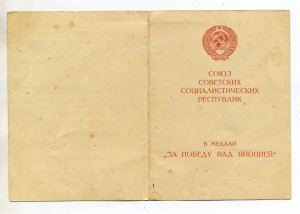 СОЮЗ
СОВЕТСКИХ
СОЦИАЛИСТИЧЕСКИХ
РЕСПУБЛИК
К МЕДАЛИ
„ЗА ПОБЕДУ НАД ЯПОНИЕЙ“